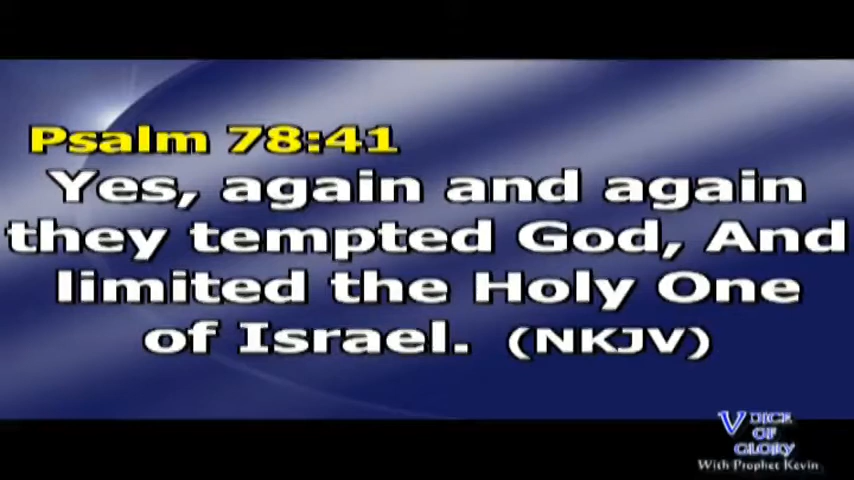 Psalm 78:41
Yes, again and again
they tempted God, And
limited the Holy One
of Israel. (NKJV)
VOICE
OF
GLORY
With Prophet Kevin